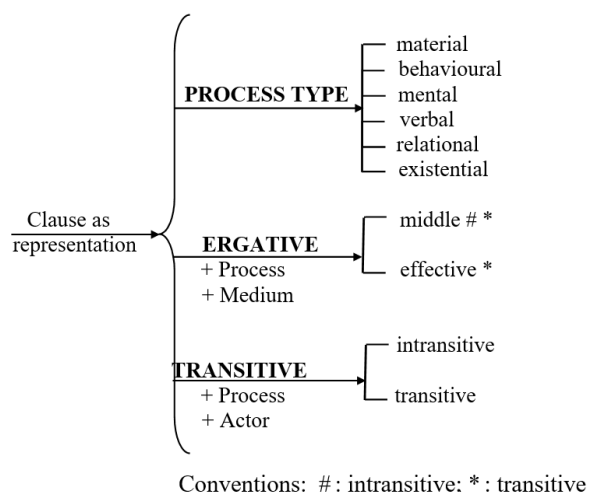 material
behavioural
PROCESS TYPE
mental
verbal
relational
existential
Clause as
representation
middle # *
ERGATIVE
+ Process
+ Medium
effective *
intransitive
TRANSITIVE
+ Process
+ Actor
transitive
Conventions: # : intransitive; * : transitive